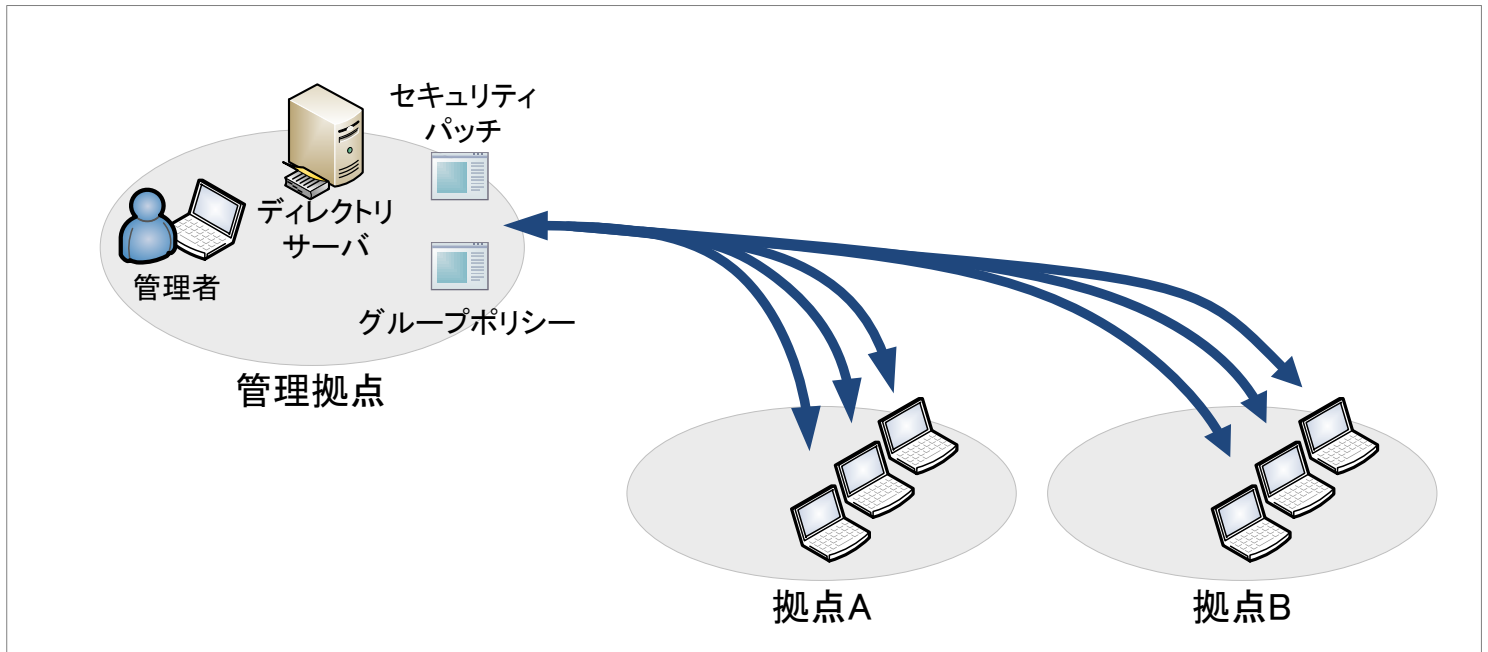 セキュリティ
パッチ
ディレクトリ
サーバ
管理者
グループポリシー
管理拠点
拠点A
拠点B